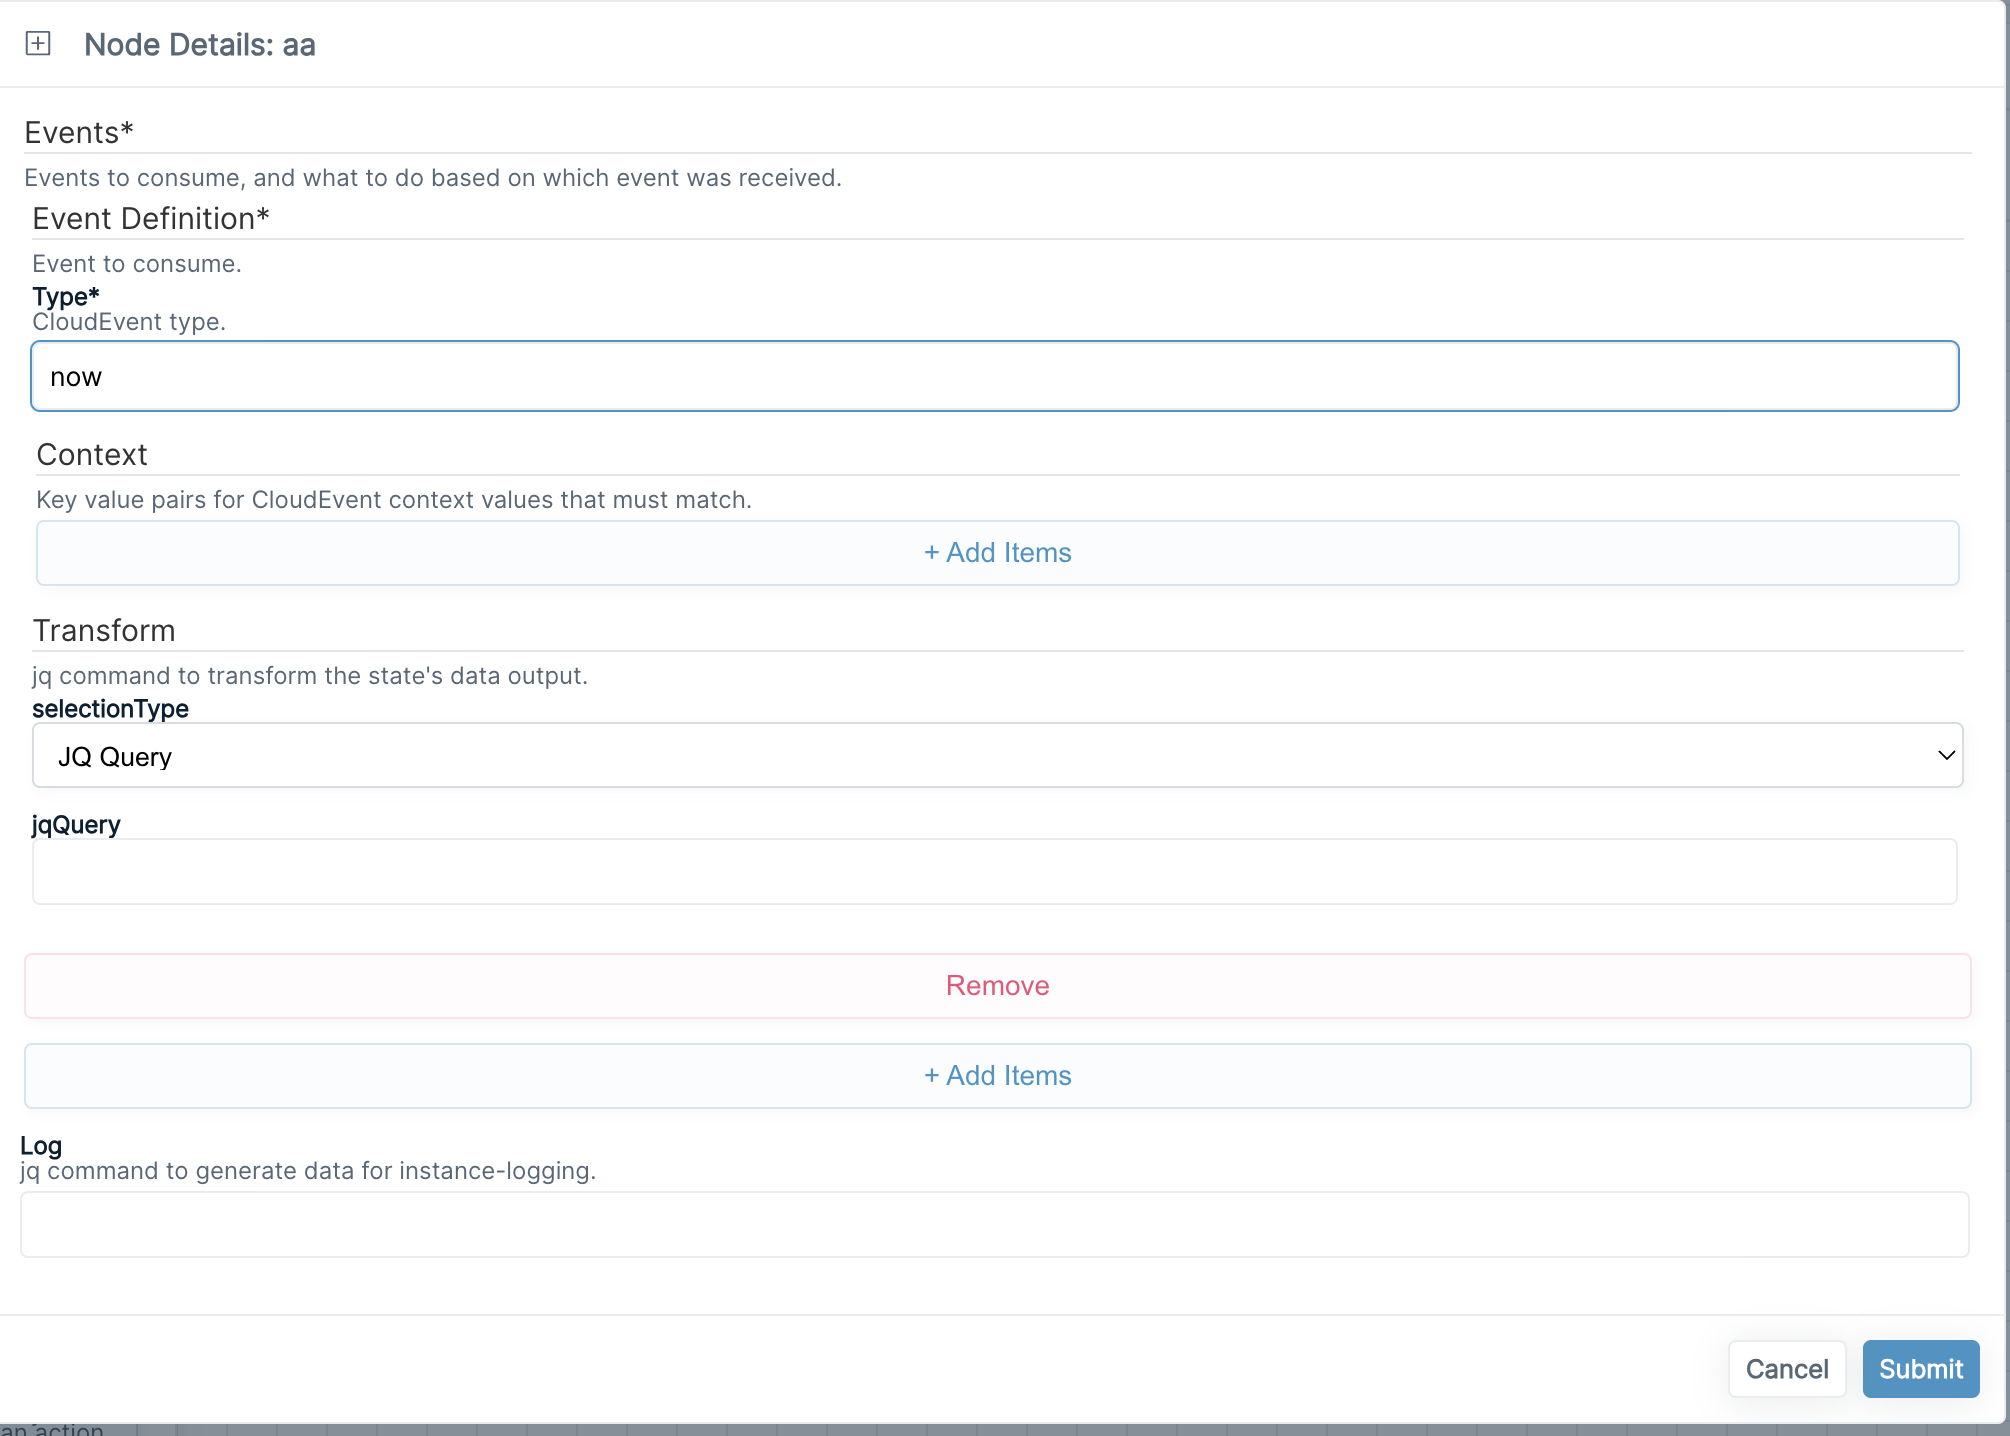 Node Details: aa
Events*
Events to consume, and what to do based on which event was received.
Event Definition*
Event to consume.
Type*
CloudEvent type.
now
Context
Key value pairs for CloudEvent context values that must match.
+ Add Items
Transform
jq command to transform the state's data output.
selectionType
JQ Query
jqQuery
Remove
+ Add Items
Log
jq command to generate data for instance-logging.
Cancel
Submit
an action